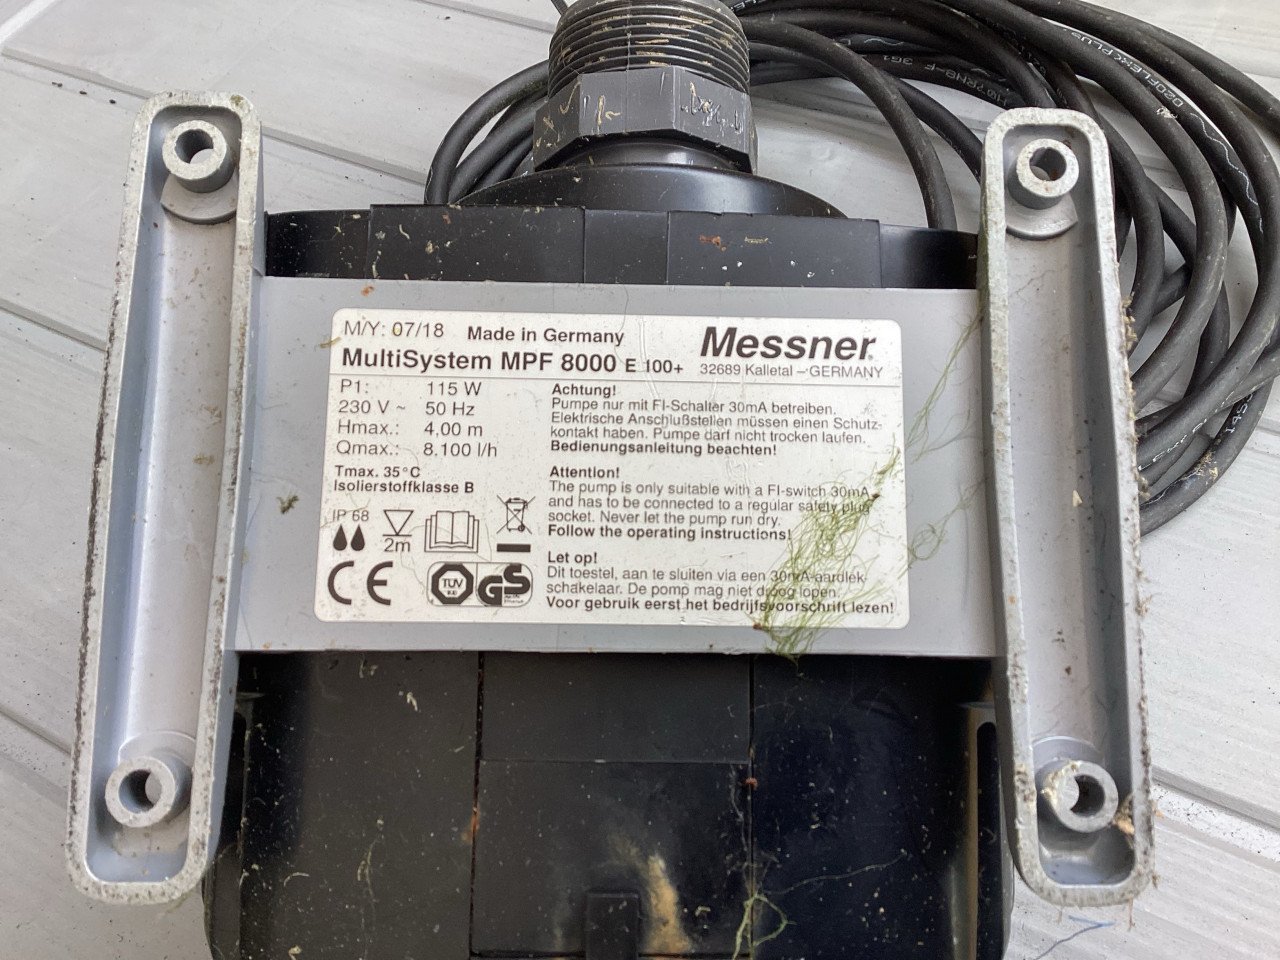 M/Y: 07/18 Made in Germany
MultiSystem MPF 8000 E 100+
Messner
32689 Kalletal – GERMANY
P1: 115 W
230 V ~ 50 Hz
Hmax.: 4,00 m
Qmax.: 8.100 l/h
Tmax. 35°C
Isolierstoffklasse B
IP 68
2m
CE
TÜV
GS
Achtung!
Pumpe nur mit FI-Schalter 30mA betreiben.
Elektrische Anschlußstellen müssen einen Schutz-
kontakt haben. Pumpe darf nicht trocken laufen.
Bedienungsanleitung beachten!
Attention!
The pump is only suitable with a FI-switch 30mA
and has to be connected to a regular safety plug
socket. Never let the pump run dry.
Follow the operating instructions!
Let op!
Dit toestel, aan te sluiten via een 30mA-aardlek-
schakelaar. De pomp mag niet droog lopen.
Voor gebruik eerst het bedrijfsvoorschrift lezen!
H07RN8-F 3G1